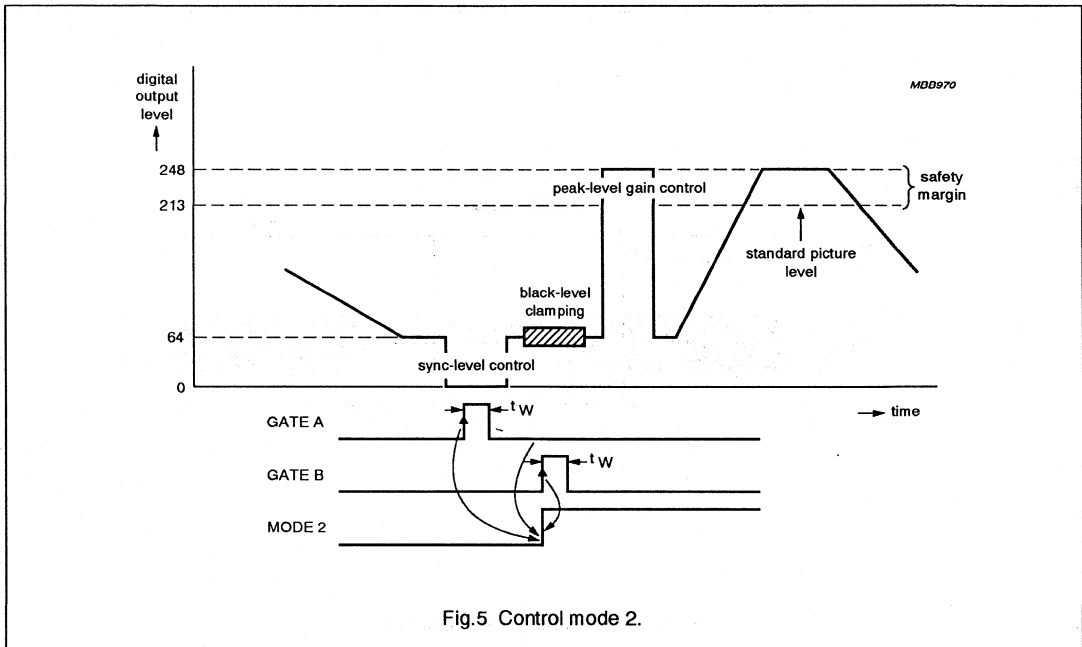 digital
output
level
MBB970
248
peak-level gain control
safety
margin
213
standard picture
level
black-level
clamping
64
sync-level control
0
time
GATE A
tW
GATE B
tW
MODE 2
Fig.5 Control mode 2.